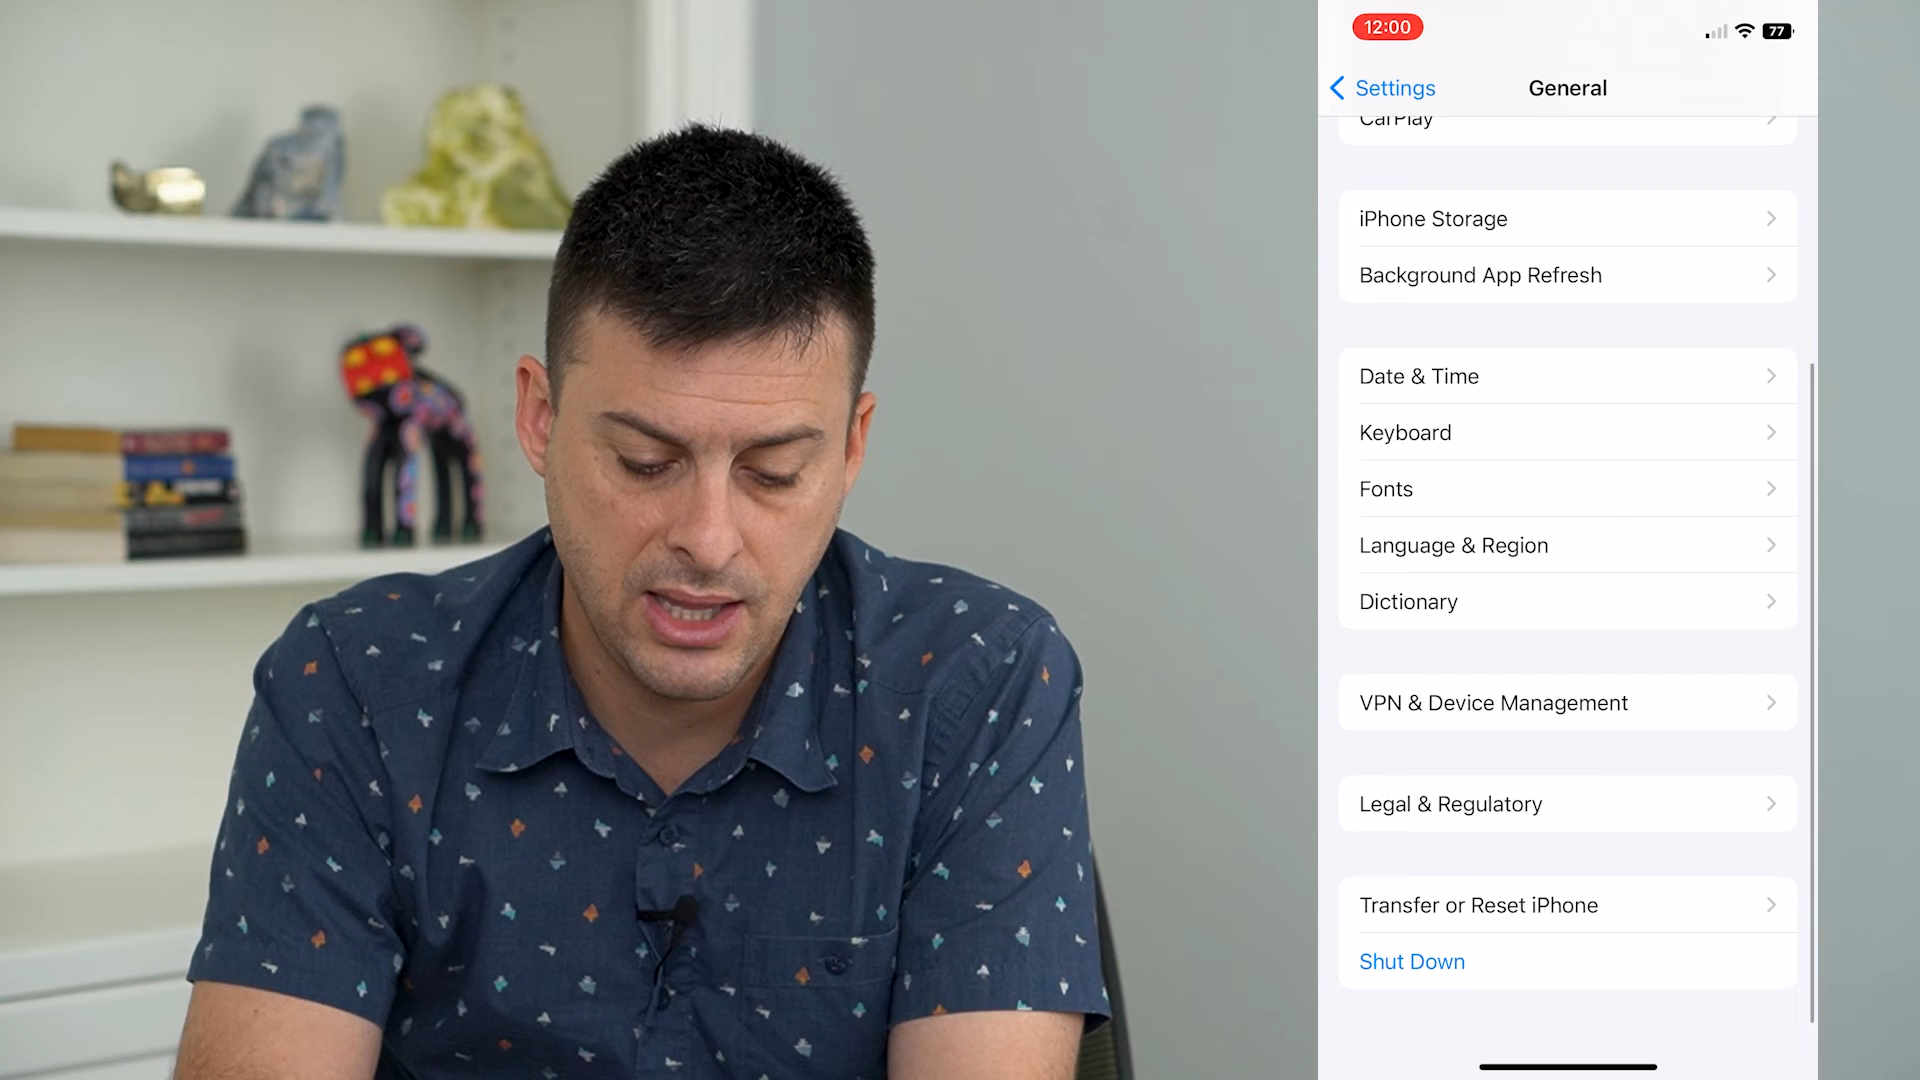 12:00
77
Settings
General
CarPlay
iPhone Storage
Background App Refresh
Date & Time
Keyboard
Fonts
Language & Region
Dictionary
VPN & Device Management
Legal & Regulatory
Transfer or Reset iPhone
Shut Down